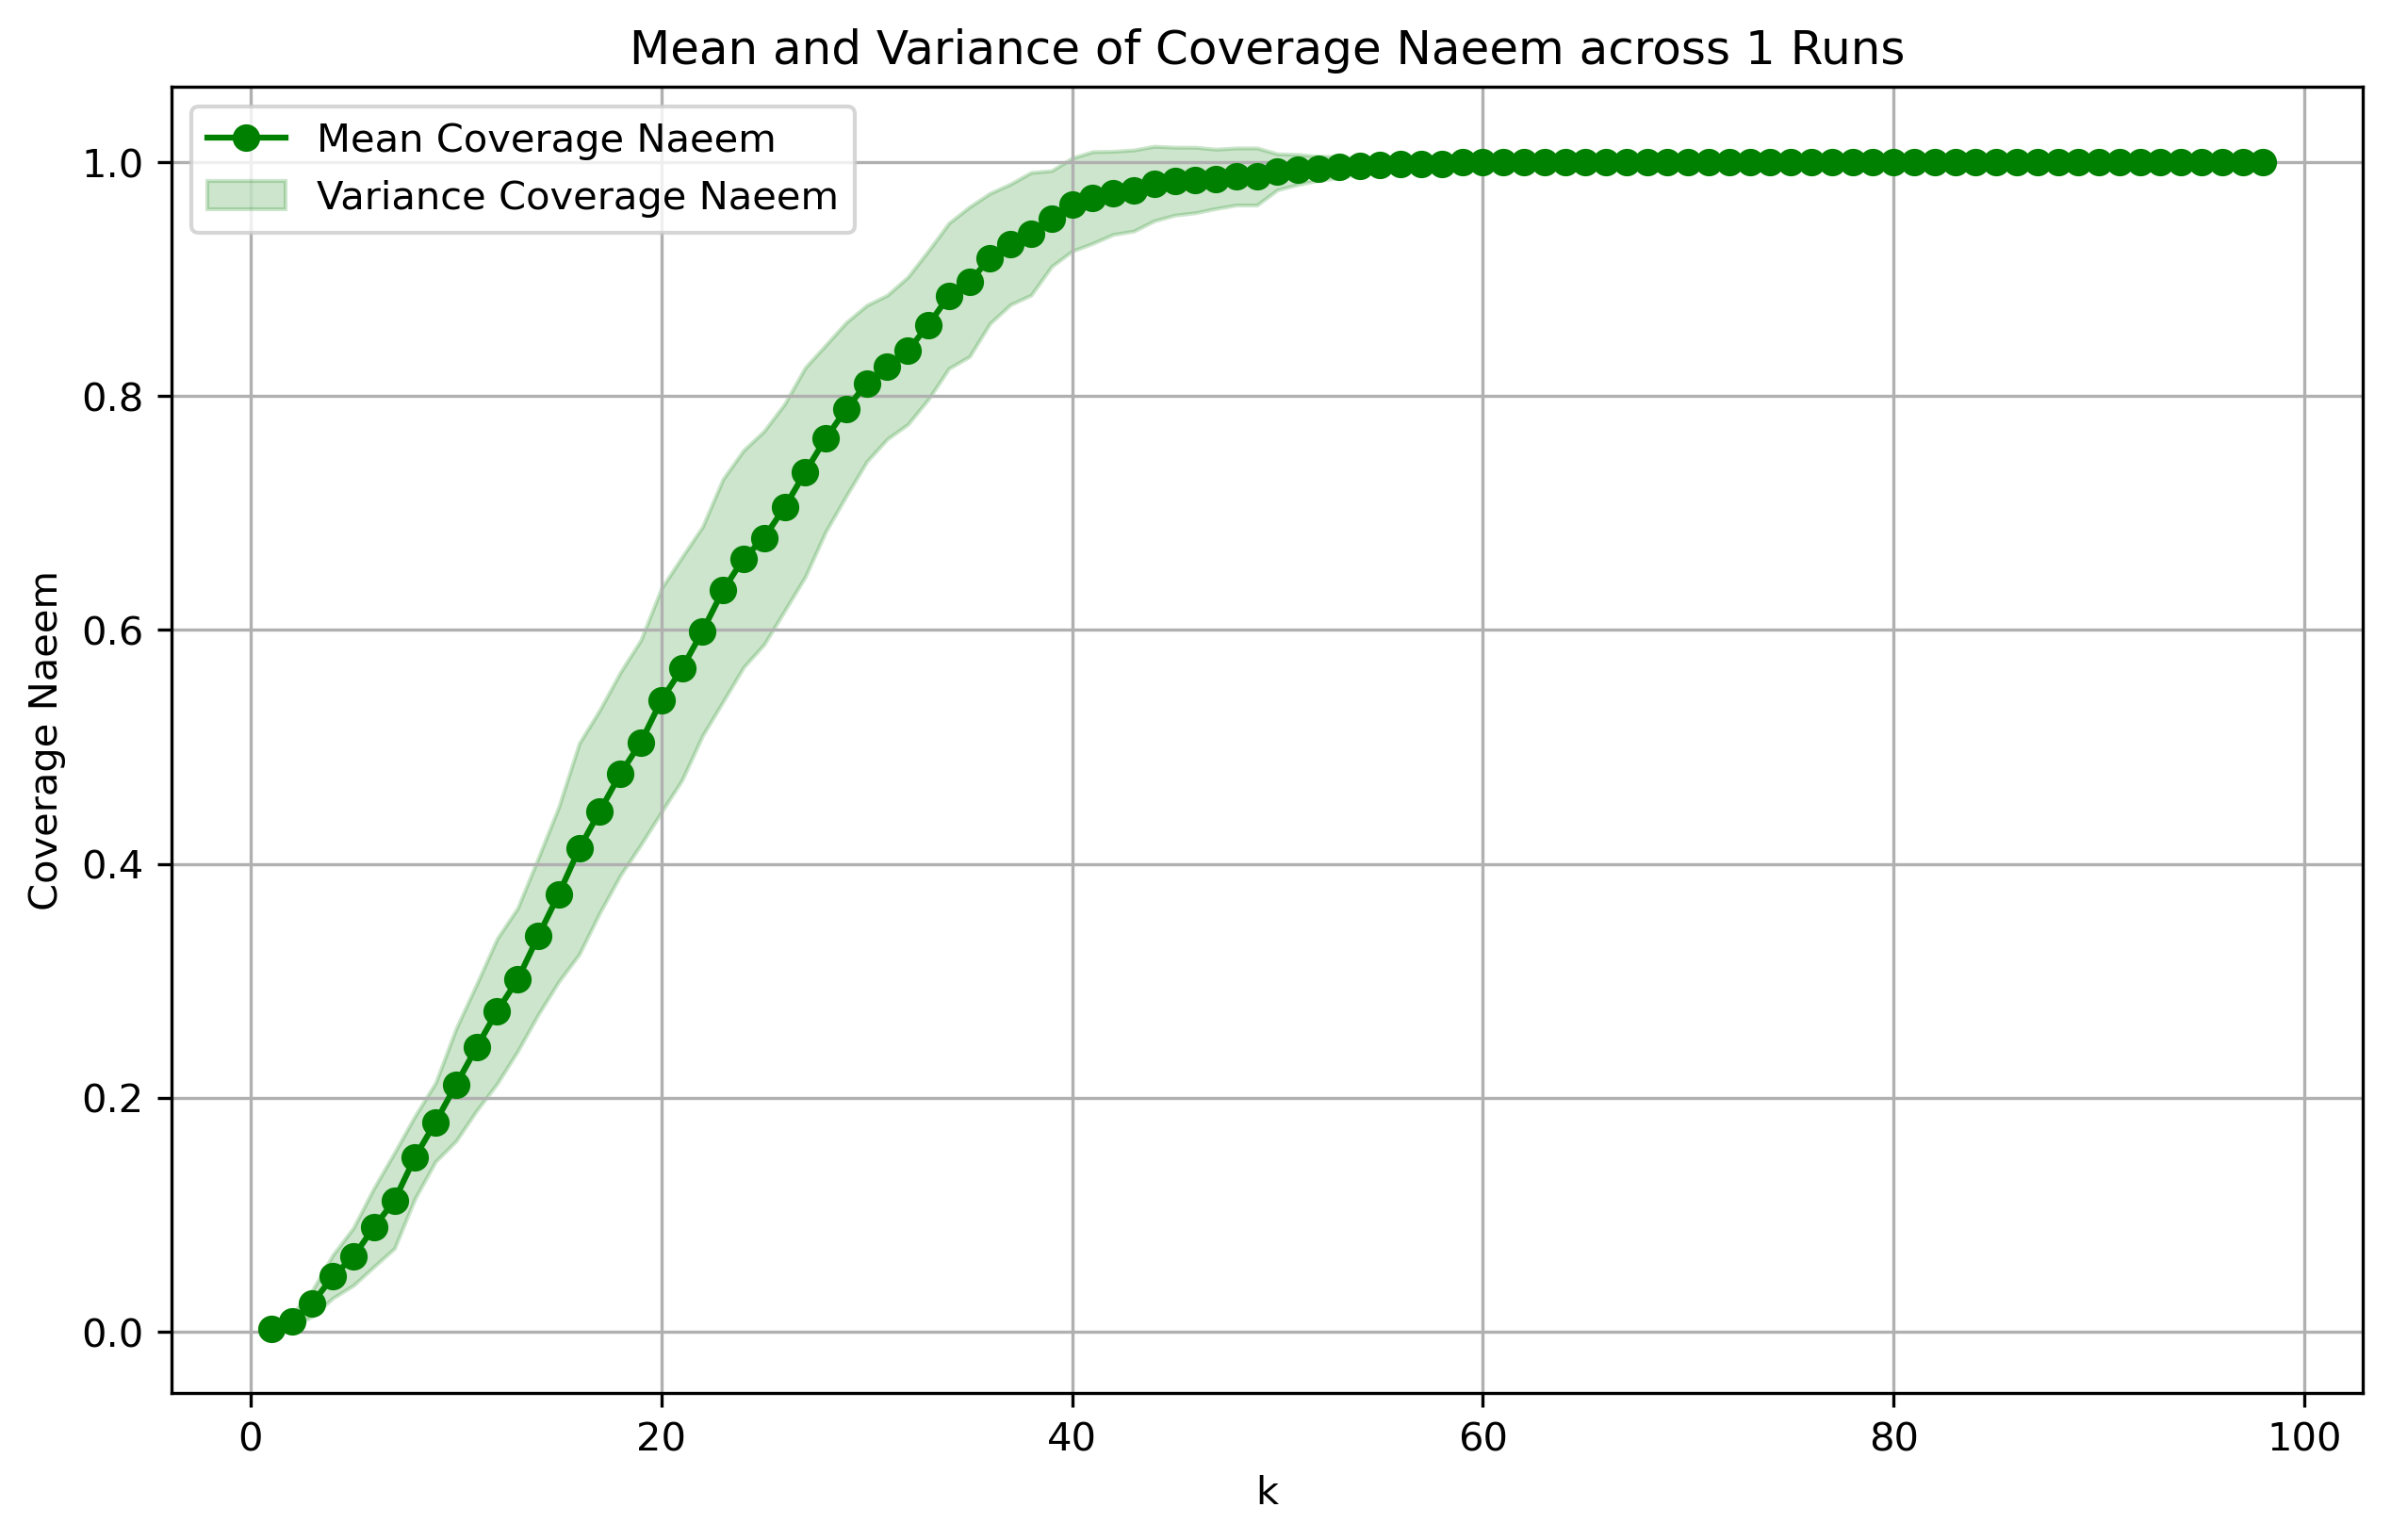 Mean and Variance of Coverage Naeem across 1 Runs
Mean Coverage Naeem
Variance Coverage Naeem
Coverage Naeem
1.0
0.8
0.6
0.4
0.2
0.0
0 20 40 60 80 100
k